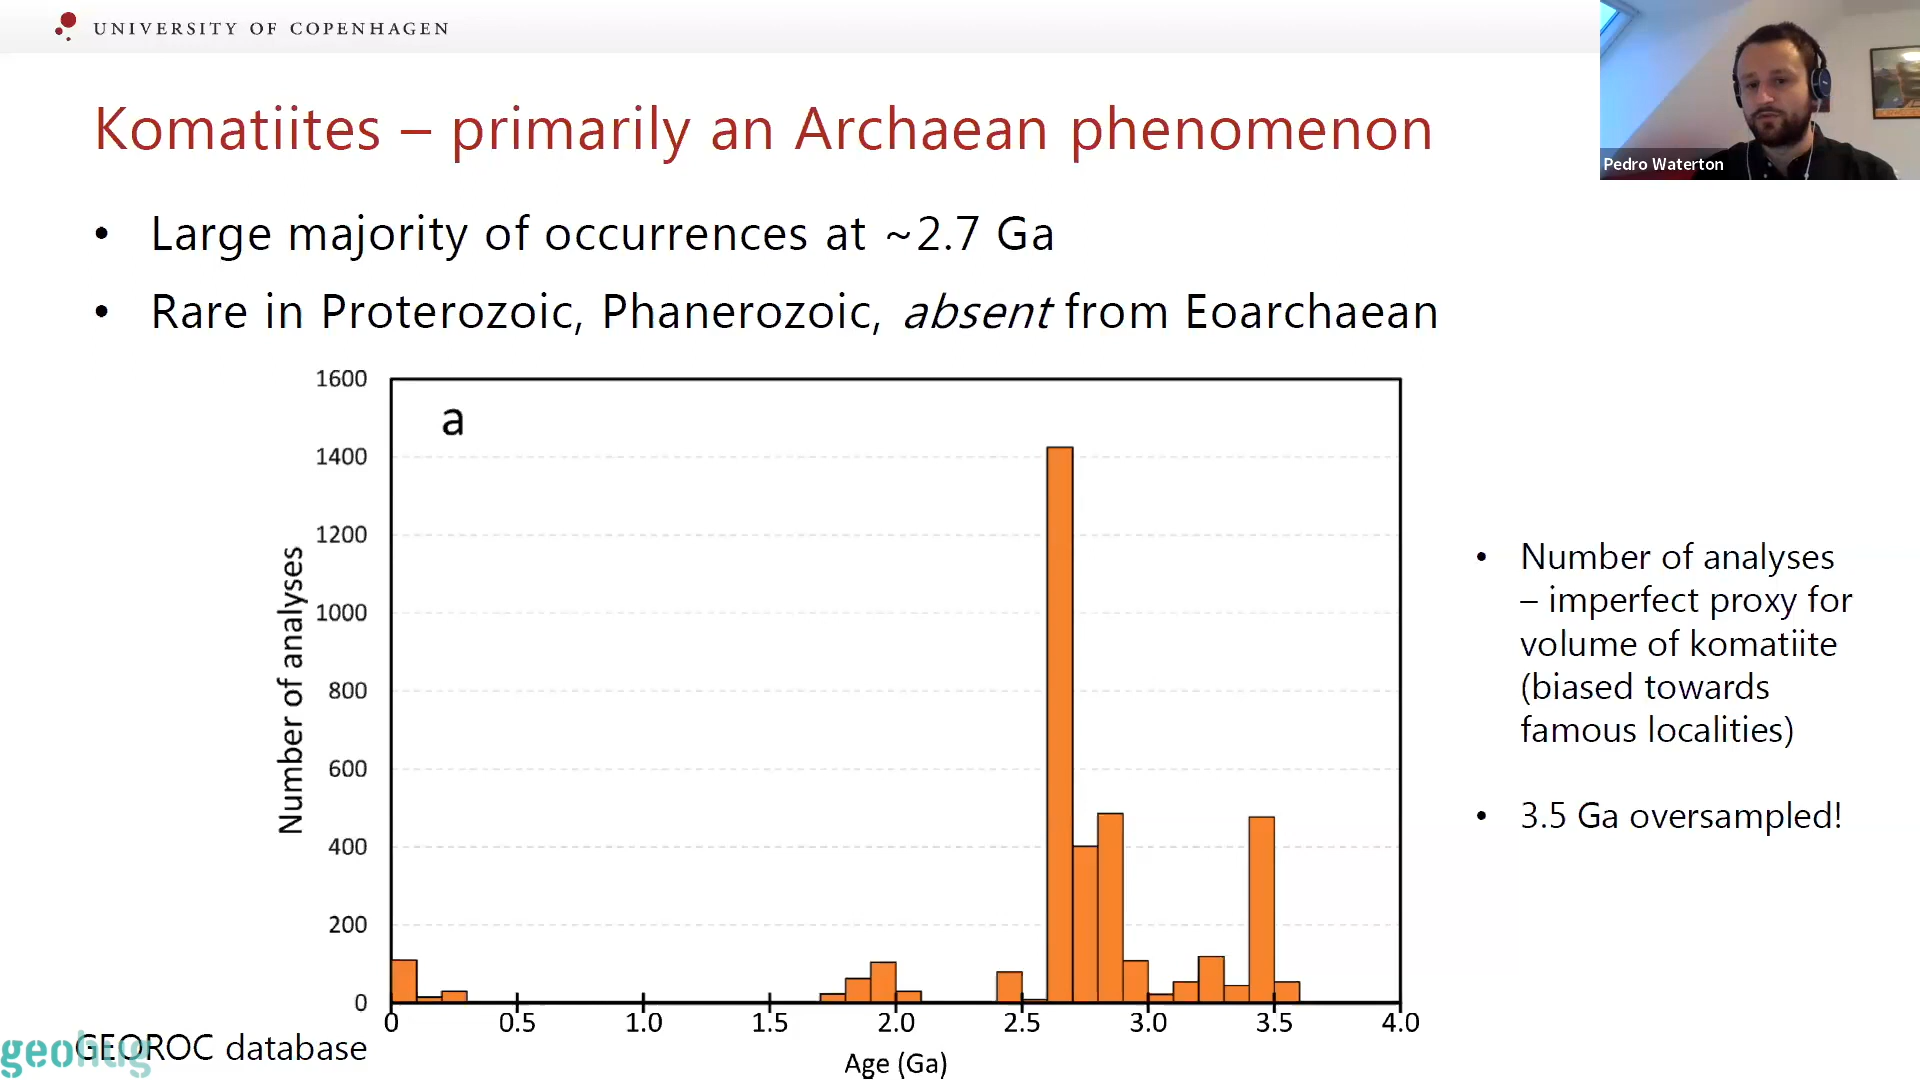 UNIVERSITY OF COPENHAGEN
Pedro Waterton
Komatiites – primarily an Archaean phenomenon
• Large majority of occurrences at ~2.7 Ga
• Rare in Proterozoic, Phanerozoic, absent from Eoarchaean
a
1600
1400
1200
1000
800
600
400
200
0
Number of analyses
0 0.5 1.0 1.5 2.0 2.5 3.0 3.5 4.0
Age (Ga)
• Number of analyses
– imperfect proxy for
volume of komatiite
(biased towards
famous localities)
• 3.5 Ga oversampled!
GEOROC database
geohug